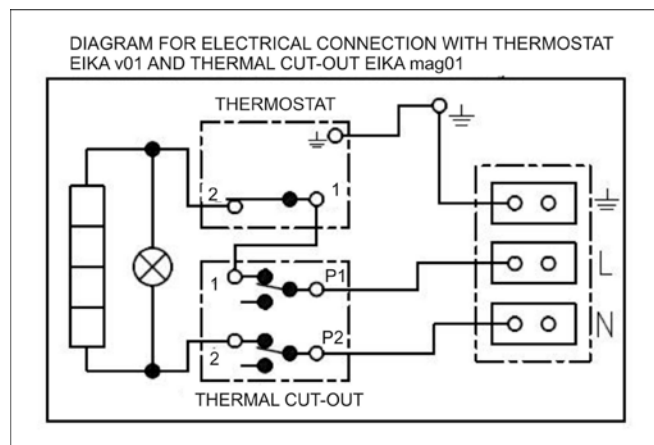 DIAGRAM FOR ELECTRICAL CONNECTION WITH THERMOSTAT
EIKA v01 AND THERMAL CUT-OUT EIKA mag01
THERMOSTAT
2
1
L
1
P1
N
2
P2
THERMAL CUT-OUT